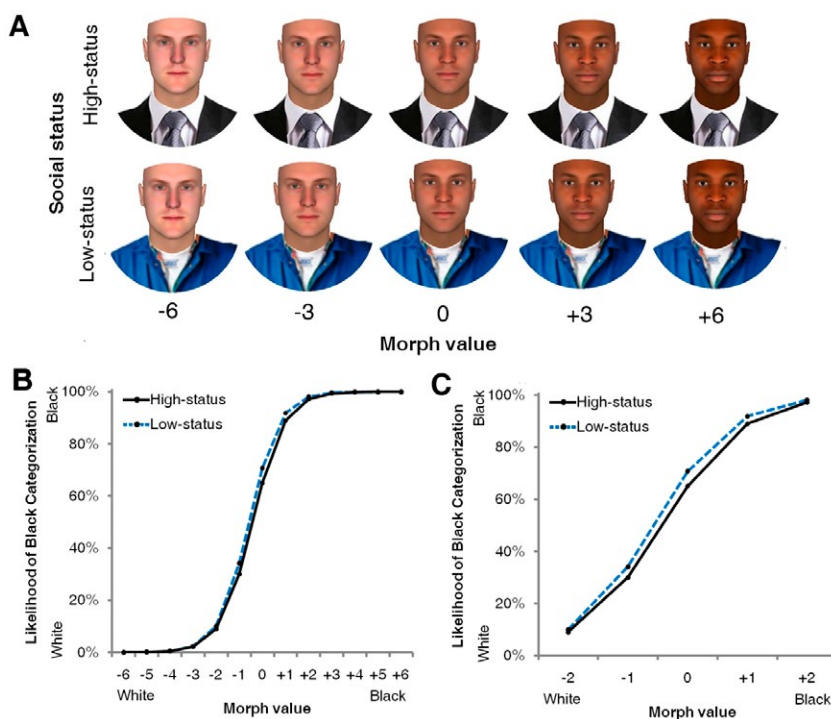 A
Social status
High-status
Low-status
-6 -3 0 +3 +6
Morph value
B
Likelihood of Black Categorization
Black
White
100%
80%
60%
40%
20%
0%
High-status
Low-status
-6 -5 -4 -3 -2 -1 0 +1 +2 +3 +4 +5 +6
White Black
Morph value
C
Likelihood of Black Categorization
Black
White
100%
80%
60%
40%
20%
0%
High-status
Low-status
-2 -1 0 +1 +2
White Black
Morph value